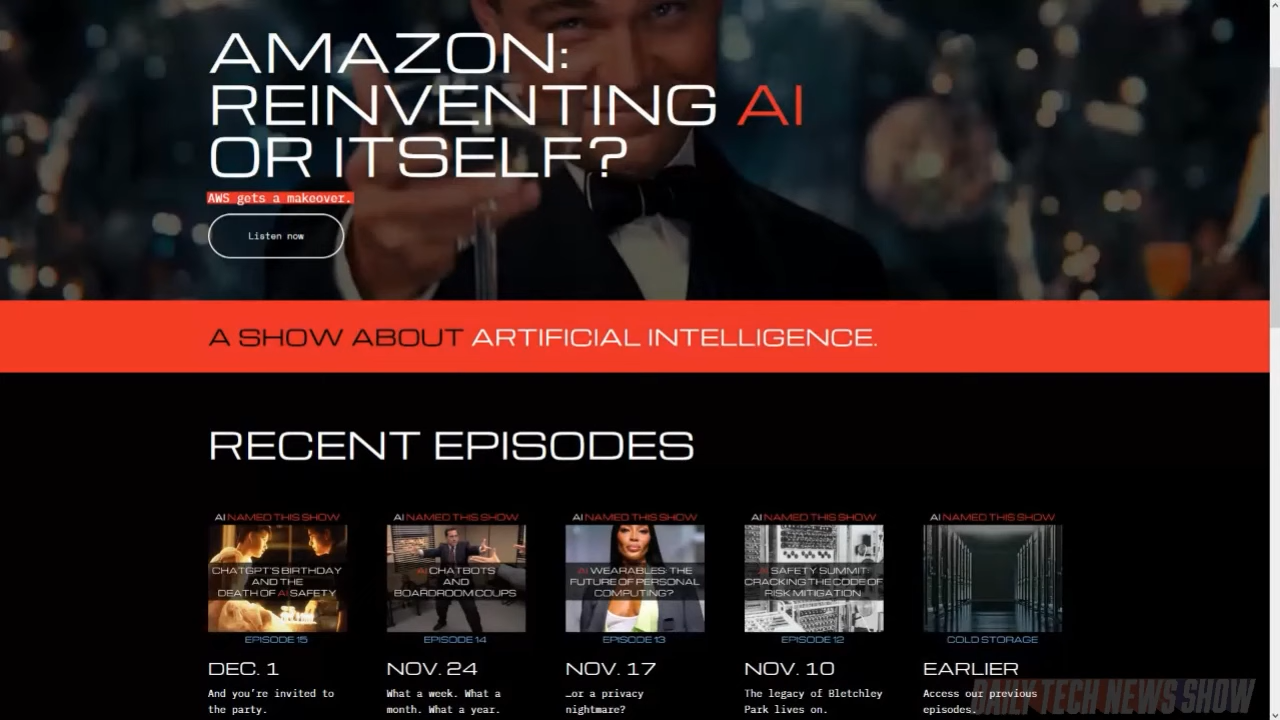 AMAZON:
REINVENTING AI
OR ITSELF?
AWS gets a makeover.
Listen now
A SHOW ABOUT ARTIFICIAL INTELLIGENCE.
RECENT EPISODES
AI NAMED THIS SHOW
CHATGPT'S BIRTHDAY
AND THE
DEATH OF AI SAFETY
EPISODE 15
DEC. 1
And you're invited to
the party.
AI NAMED THIS SHOW
AI CHATBOTS
AND
BOARDROOM COUPS
EPISODE 14
NOV. 24
What a week. What a
month. What a year.
AI NAMED THIS SHOW
AI WEARABLES: THE
FUTURE OF PERSONAL
COMPUTING?
EPISODE 13
NOV. 17
…or a privacy
nightmare?
AI NAMED THIS SHOW
AI SAFETY SUMMIT:
CRACKING THE CODE OF
RISK MITIGATION
EPISODE 12
NOV. 10
The legacy of Bletchley
Park lives on.
AI NAMED THIS SHOW
COLD STORAGE
EARLIER
Access our previous
episodes.
DAILY TECH NEWS SHOW